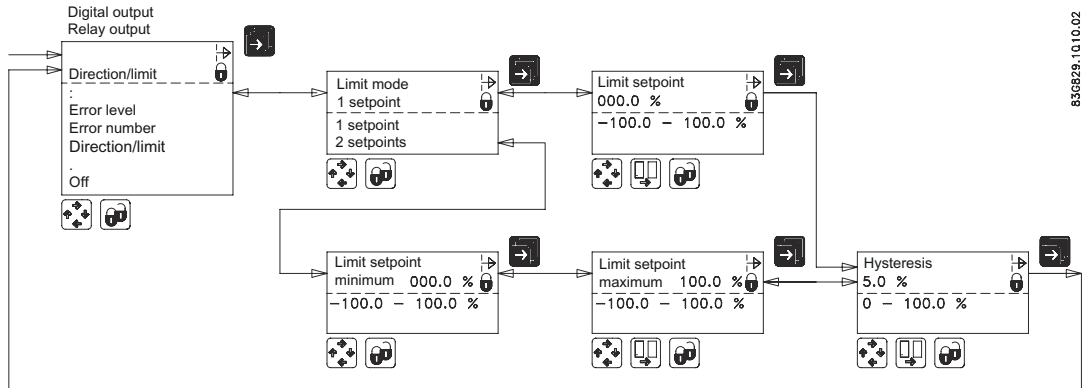 Digital output
Relay output
Direction/limit
:
Error level
Error number
Direction/limit
.
Off
Limit mode
1 setpoint
1 setpoint
2 setpoints
Limit setpoint
000.0 %
-100.0 - 100.0 %
Limit setpoint
minimum 000.0 %
-100.0 - 100.0 %
Limit setpoint
maximum 100.0 %
-100.0 - 100.0 %
Hysteresis
5.0 %
0 - 100.0 %
83G829.10.10.02